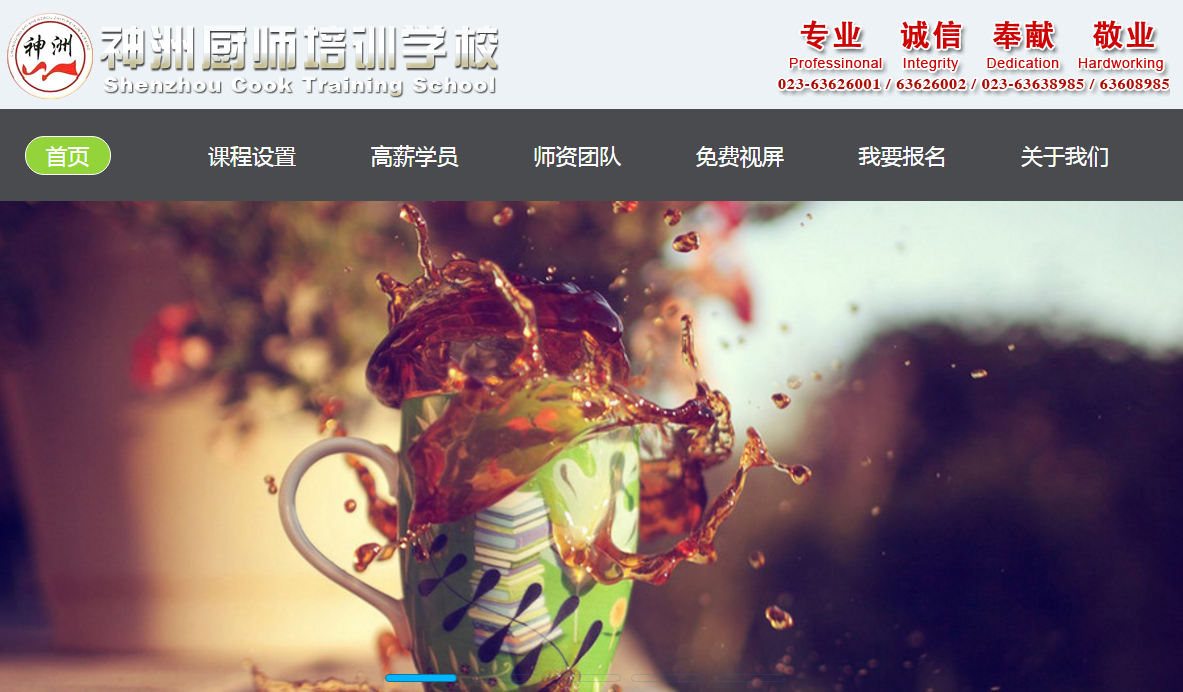 神洲
神洲厨师培训学校
Shenzhou Cook Training School
专业 诚信 奉献 敬业
Professinonal Integrity Dedication Hardworking
023-63626001 / 63626002 / 023-63638985 / 63608985
首页 课程设置 高薪学员 师资团队 免费视屏 我要报名 关于我们